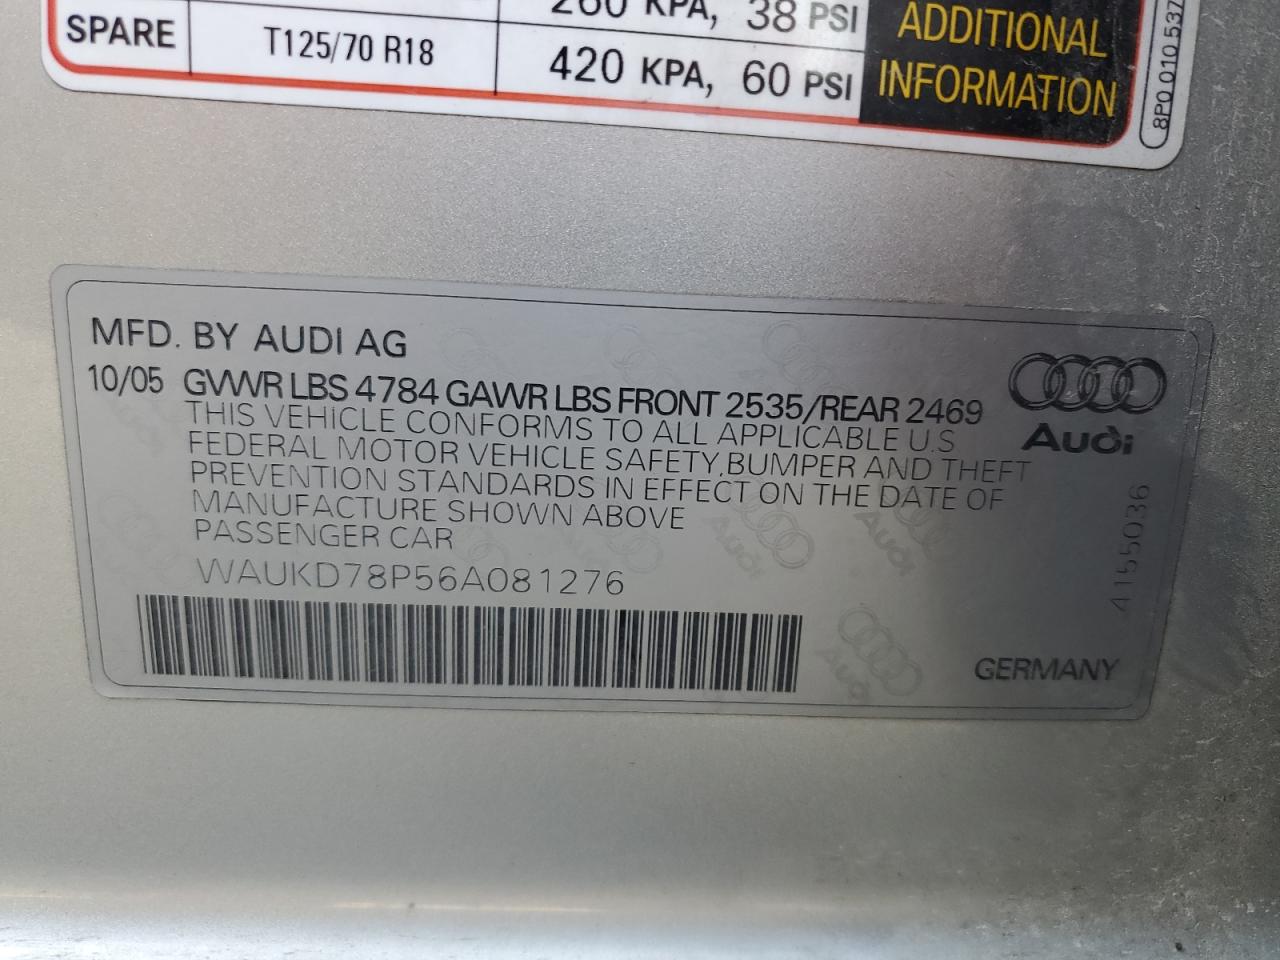 260 KPA, 38 PSI
SPARE T125/70 R18 420 KPA, 60 PSI
ADDITIONAL
INFORMATION
8P0 010 537
MFD. BY AUDI AG
10/05 GVWR LBS 4784 GAWR LBS FRONT 2535/REAR 2469
THIS VEHICLE CONFORMS TO ALL APPLICABLE U.S
FEDERAL MOTOR VEHICLE SAFETY,BUMPER AND THEFT
PREVENTION STANDARDS IN EFFECT ON THE DATE OF
MANUFACTURE SHOWN ABOVE
PASSENGER CAR
WAUKD78P56A081276
Audi
4155036
GERMANY
Audi
Audi
Audi